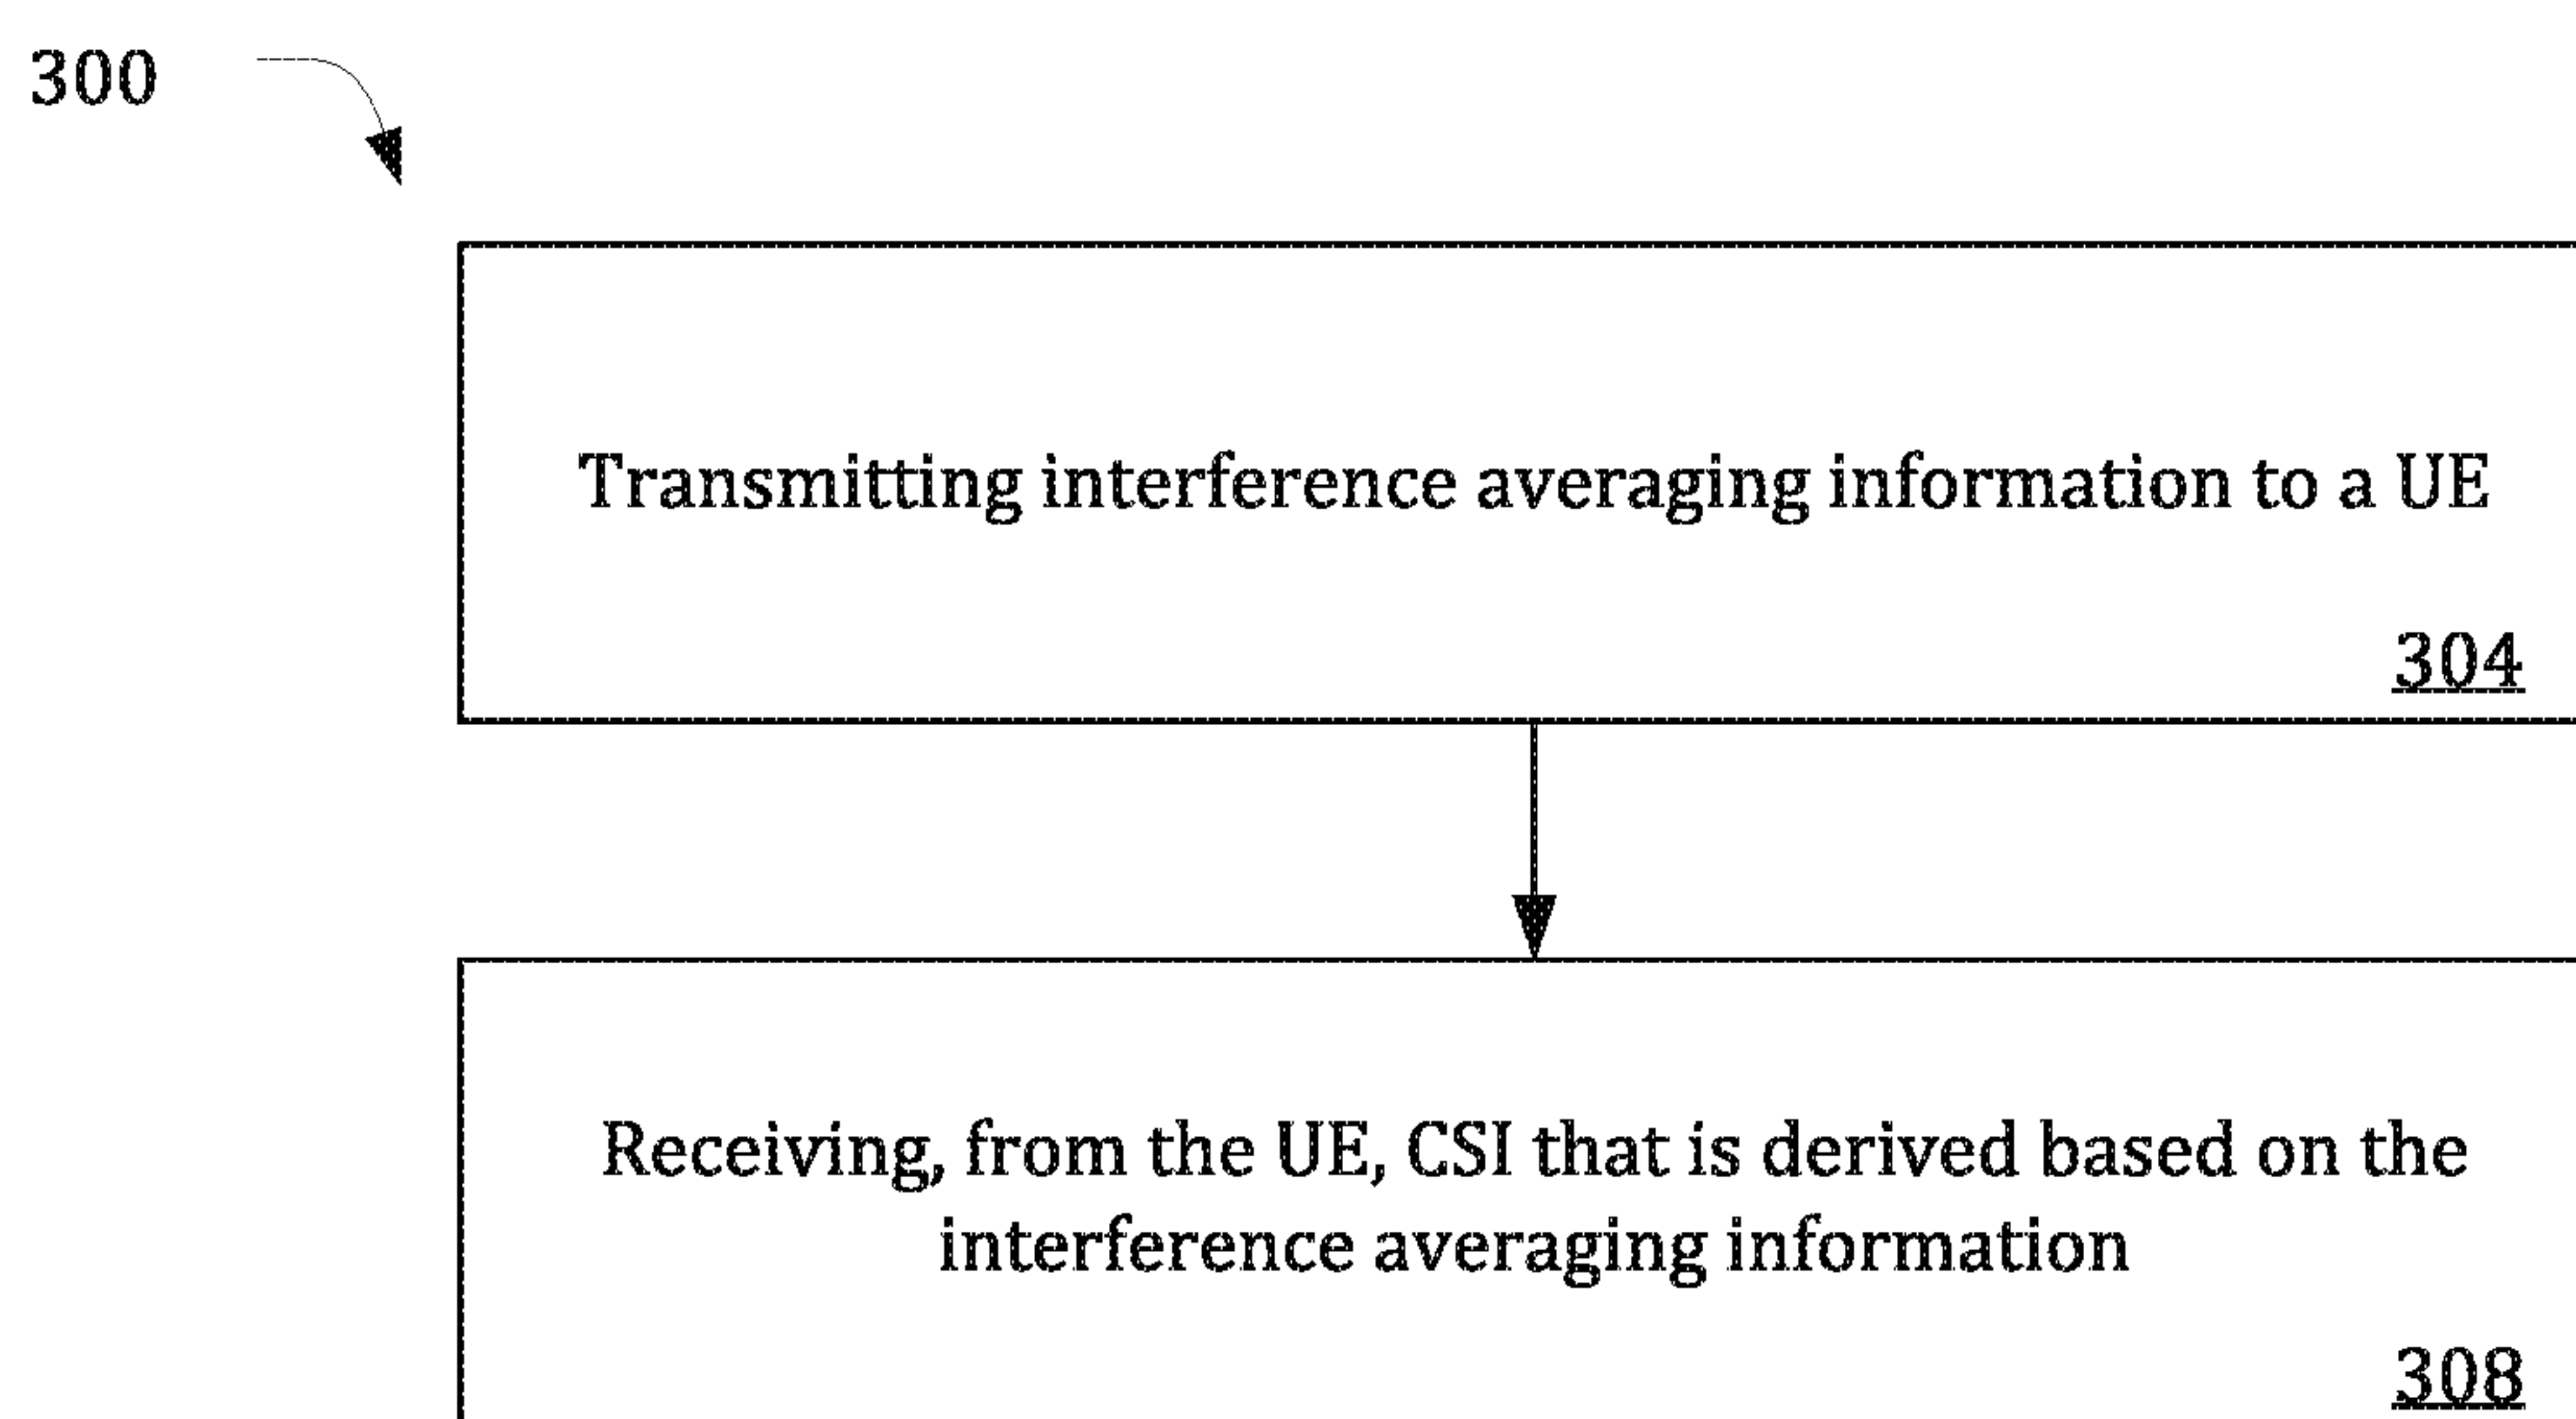 300
Transmitting interference averaging information to a UE
304
Receiving, from the UE, CSI that is derived based on the
interference averaging information
308